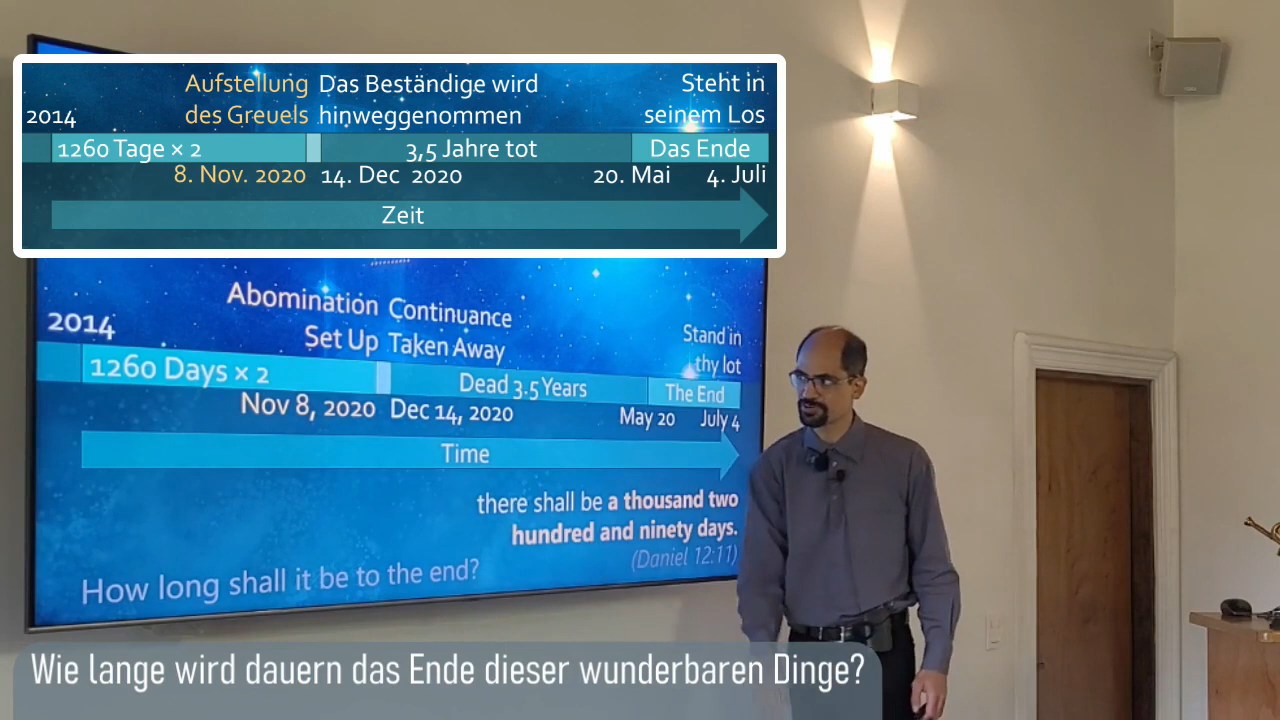 Aufstellung
des Greuels
Das Beständige wird
hinweggenommen
Steht in
seinem Los
2014
1260 Tage × 2
3,5 Jahre tot
Das Ende
8. Nov. 2020
14. Dec 2020
20. Mai
4. Juli
Zeit
Abomination
Set Up
Continuance
Taken Away
Stand in
thy lot
2014
1260 Days × 2
Dead 3.5 Years
The End
Nov 8, 2020
Dec 14, 2020
May 20
July 4
Time
there shall be a thousand two
hundred and ninety days.
(Daniel 12:11)
How long shall it be to the end?
Wie lange wird dauern das Ende dieser wunderbaren Dinge?